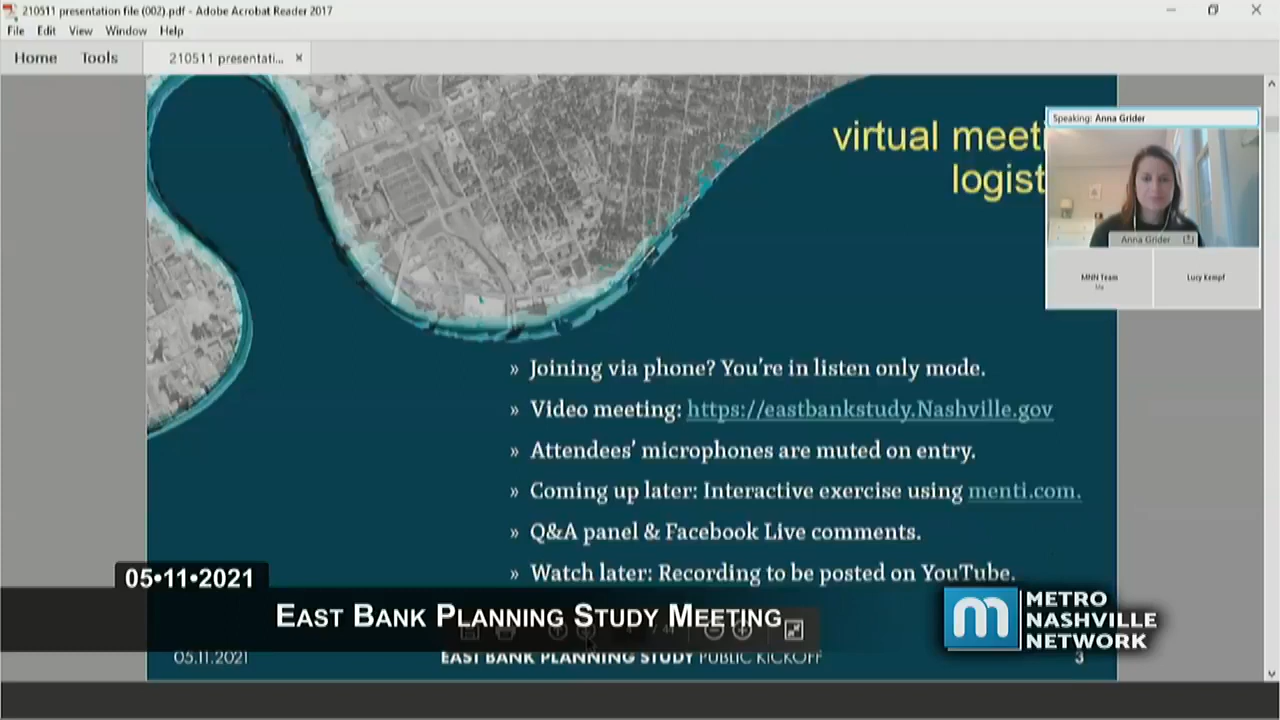 210511 presentation file (002).pdf - Adobe Acrobat Reader 2017
File Edit View Window Help
Home Tools 210511 presentati... ×
virtual meeti
logist
Speaking: Anna Grider
Anna Grider
MNN Team
Lucy Kempf
» Joining via phone? You're in listen only mode.
» Video meeting: https://eastbankstudy.Nashville.gov
» Attendees' microphones are muted on entry.
» Coming up later: Interactive exercise using menti.com.
» Q&A panel & Facebook Live comments.
» Watch later: Recording to be posted on YouTube.
05•11•2021
East Bank Planning Study Meeting
m METRO
NASHVILLE
NETWORK
05.11.2021 EAST BANK PLANNING STUDY PUBLIC KICKOFF 3